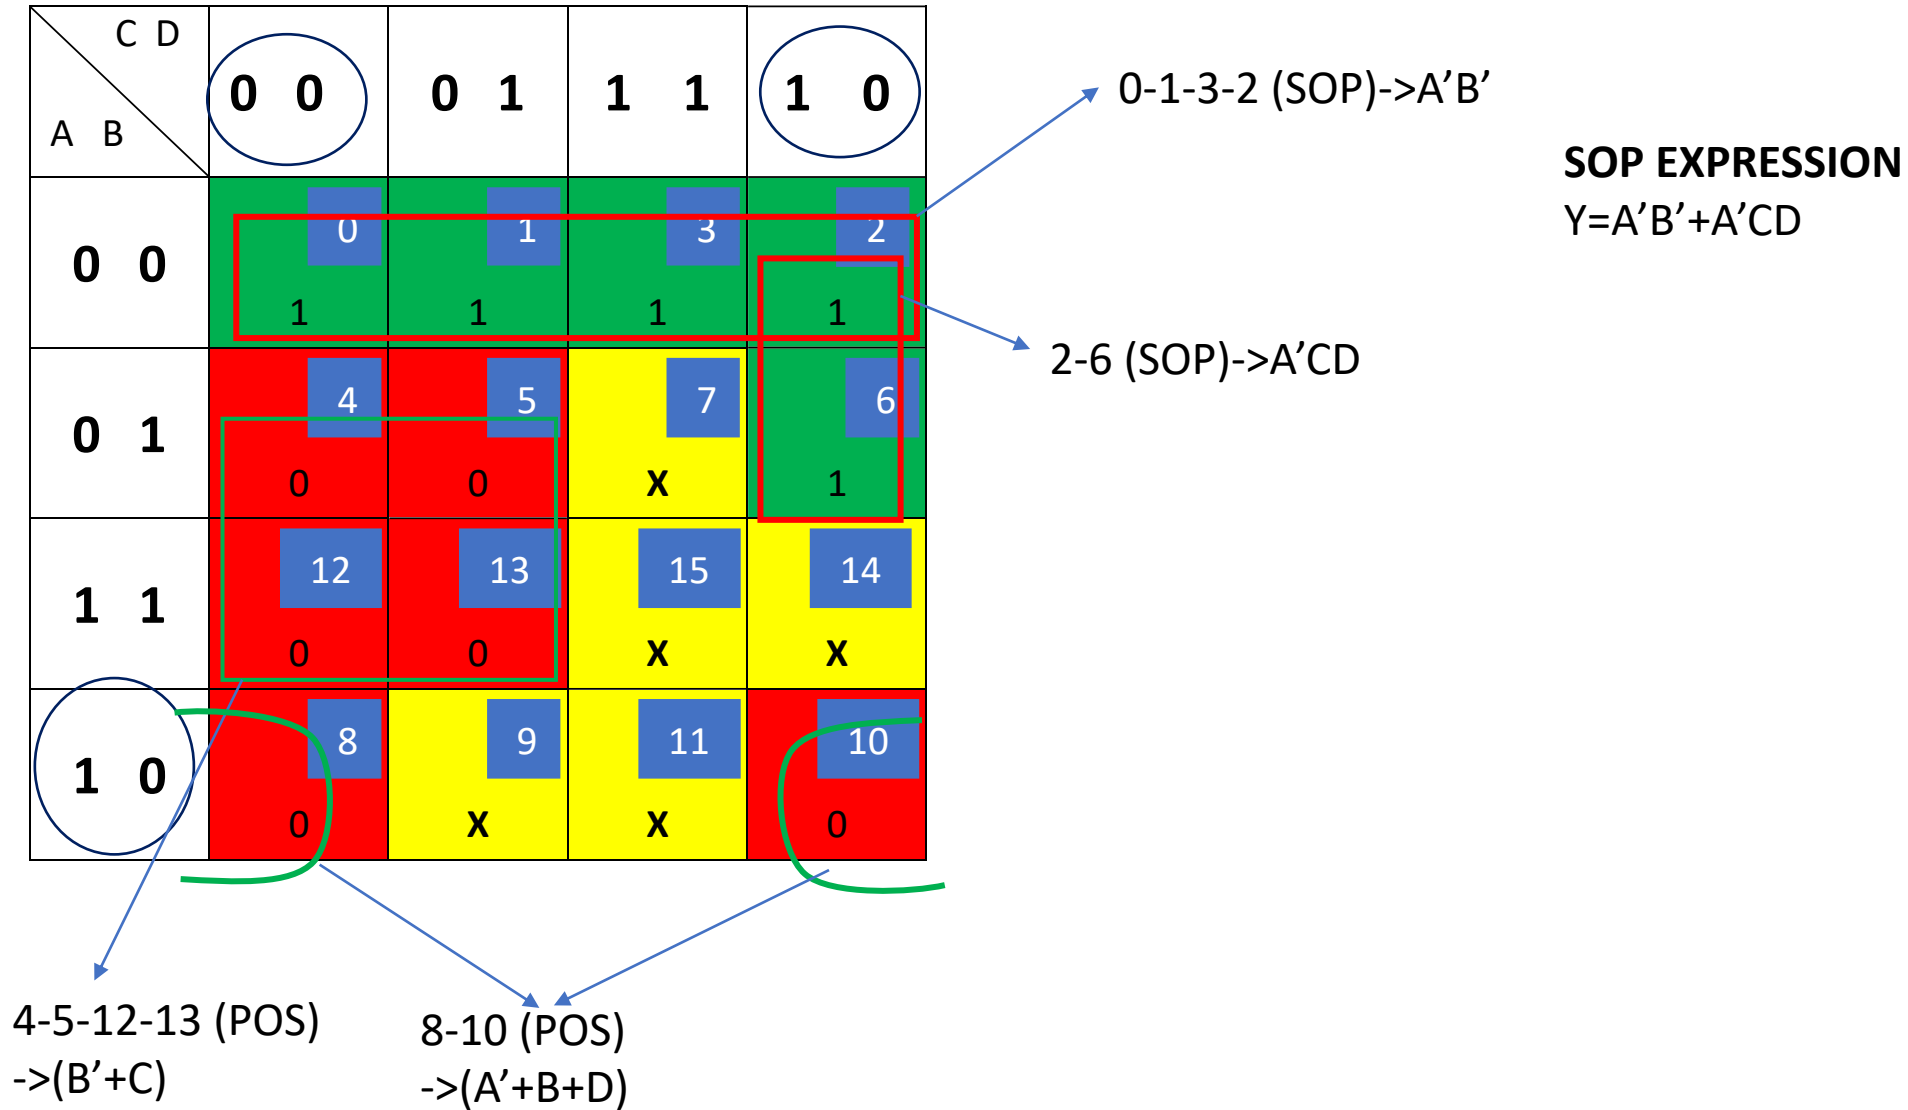 C D
A B
0 0
0 1
1 1
1 0
0 0
0
1
3
2
1
1
1
1
0 1
4
5
7
6
0
0
X
1
1 1
12
13
15
14
0
0
X
X
1 0
8
9
11
10
0
X
X
0
0-1-3-2 (SOP)->A’B’
2-6 (SOP)->A’CD
SOP EXPRESSION
Y=A’B’+A’CD
4-5-12-13 (POS)
->(B’+C)
8-10 (POS)
->(A’+B+D)